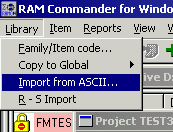 RAM Commander for Windo
Library Item Reports View
Family/Item code...
Copy to Global
Import from ASCII...
R - S Import
ive D:
FMTES
Project TEST3